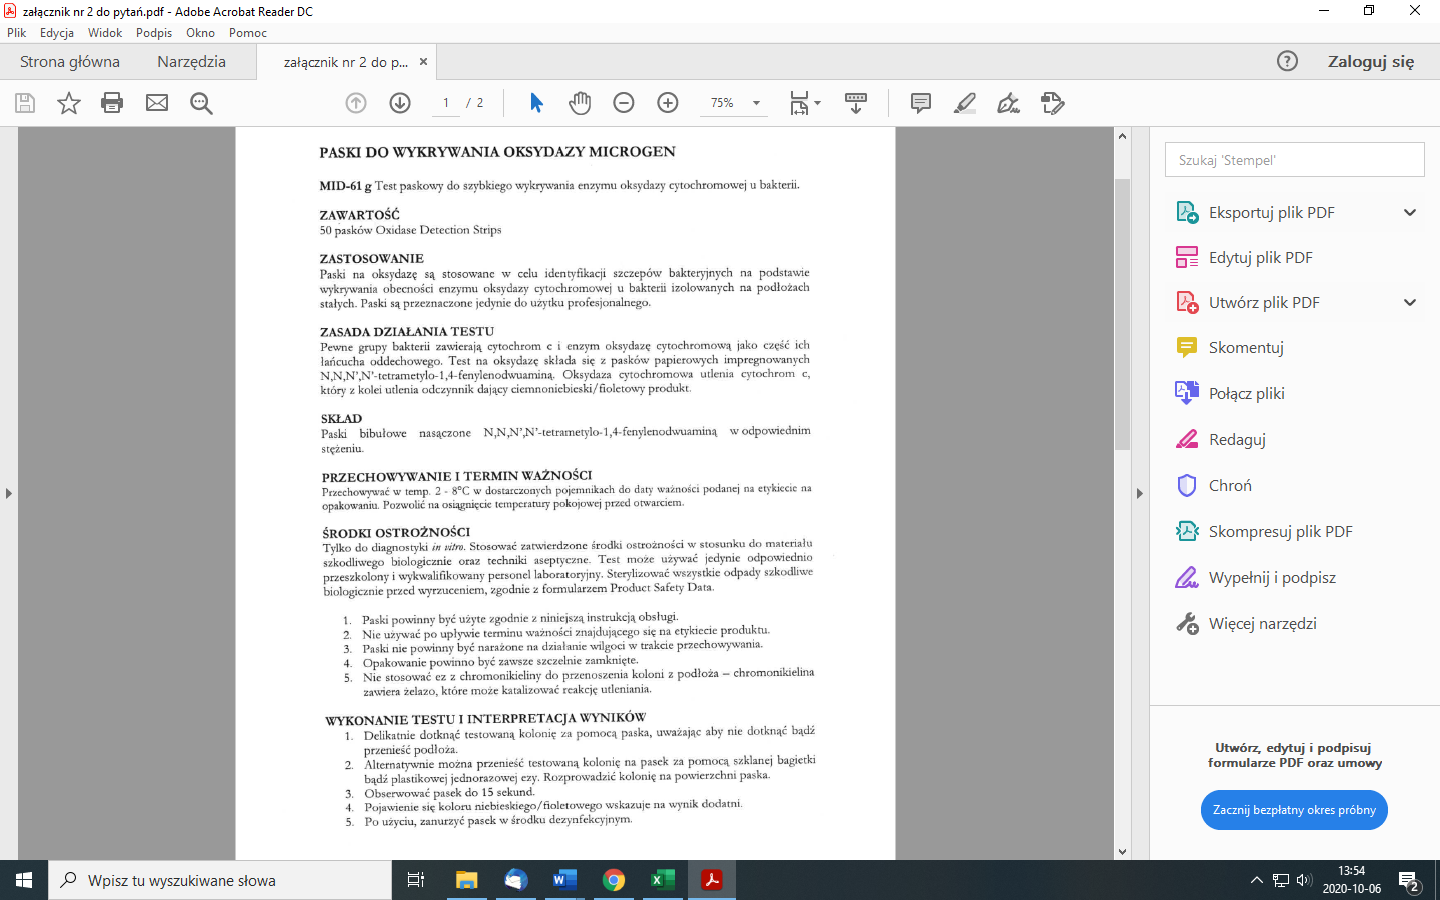 załącznik nr 2 do pytań.pdf - Adobe Acrobat Reader DC
Plik Edycja Widok Podpis Okno Pomoc
Strona główna Narzędzia załącznik nr 2 do p... × Zaloguj się
1 / 2 75%
PASKI DO WYKRYWANIA OKSYDAZY MICROGEN
MID-61 g Test paskowy do szybkiego wykrywania enzymu oksydazy cytochromowej u bakterii.
ZAWARTOŚĆ
50 pasków Oxidase Detection Strips
ZASTOSOWANIE
Paski na oksydazę są stosowane w celu identyfikacji szczepów bakteryjnych na podstawie
wykrywania obecności enzymu oksydazy cytochromowej u bakterii izolowanych na podłożach
stałych. Paski są przeznaczone jedynie do użytku profesjonalnego.
ZASADA DZIAŁANIA TESTU
Pewne grupy bakterii zawierają cytochrom c i enzym oksydazę cytochromową jako część ich
łańcucha oddechowego. Test na oksydazę składa się z pasków papierowych impregnowanych
N,N,N',N'-tetrametylo-1,4-fenylenodwuaminą. Oksydaza cytochromowa utlenia cytochrom c,
który z kolei utlenia odczynnik dający ciemnoniebieski/fioletowy produkt.
SKŁAD
Paski bibułowe nasączone N,N,N',N'-tetrametylo-1,4-fenylenodwuaminą w odpowiednim
stężeniu.
PRZECHOWYWANIE I TERMIN WAŻNOŚCI
Przechowywać w temp. 2 - 8°C w dostarczonych pojemnikach do daty ważności podanej na etykiecie na
opakowaniu. Pozwolić na osiągnięcie temperatury pokojowej przed otwarciem.
ŚRODKI OSTROŻNOŚCI
Tylko do diagnostyki in vitro. Stosować zatwierdzone środki ostrożności w stosunku do materiału
szkodliwego biologicznie oraz techniki aseptyczne. Test może używać jedynie odpowiednio
przeszkolony i wykwalifikowany personel laboratoryjny. Sterylizować wszystkie odpady szkodliwe
biologicznie przed wyrzuceniem, zgodnie z formularzem Product Safety Data.
1. Paski powinny być użyte zgodnie z niniejszą instrukcją obsługi.
2. Nie używać po upływie terminu ważności znajdującego się na etykiecie produktu.
3. Paski nie powinny być narażone na działanie wilgoci w trakcie przechowywania.
4. Opakowanie powinno być zawsze szczelnie zamknięte.
5. Nie stosować ez z chromonikieliny do przenoszenia koloni z podłoża – chromonikielina
zawiera żelazo, które może katalizować reakcję utleniania.
WYKONANIE TESTU I INTERPRETACJA WYNIKÓW
1. Delikatnie dotknąć testowaną kolonię za pomocą paska, uważając aby nie dotknąć bądź
przenieść podłoża.
2. Alternatywnie można przenieść testowaną kolonię na pasek za pomocą szklanej bagietki
bądź plastikowej jednorazowej ezy. Rozprowadzić kolonię na powierzchni paska.
3. Obserwować pasek do 15 sekund.
4. Pojawienie się koloru niebieskiego/fioletowego wskazuje na wynik dodatni.
5. Po użyciu, zanurzyć pasek w środku dezynfekcyjnym.
Szukaj 'Stempel'
Eksportuj plik PDF
Edytuj plik PDF
Utwórz plik PDF
Skomentuj
Połącz pliki
Redaguj
Chroń
Skompresuj plik PDF
Wypełnij i podpisz
Więcej narzędzi
Utwórz, edytuj i podpisuj
formularze PDF oraz umowy
Zacznij bezpłatny okres próbny
Wpisz tu wyszukiwane słowa
13:54
2020-10-06
2